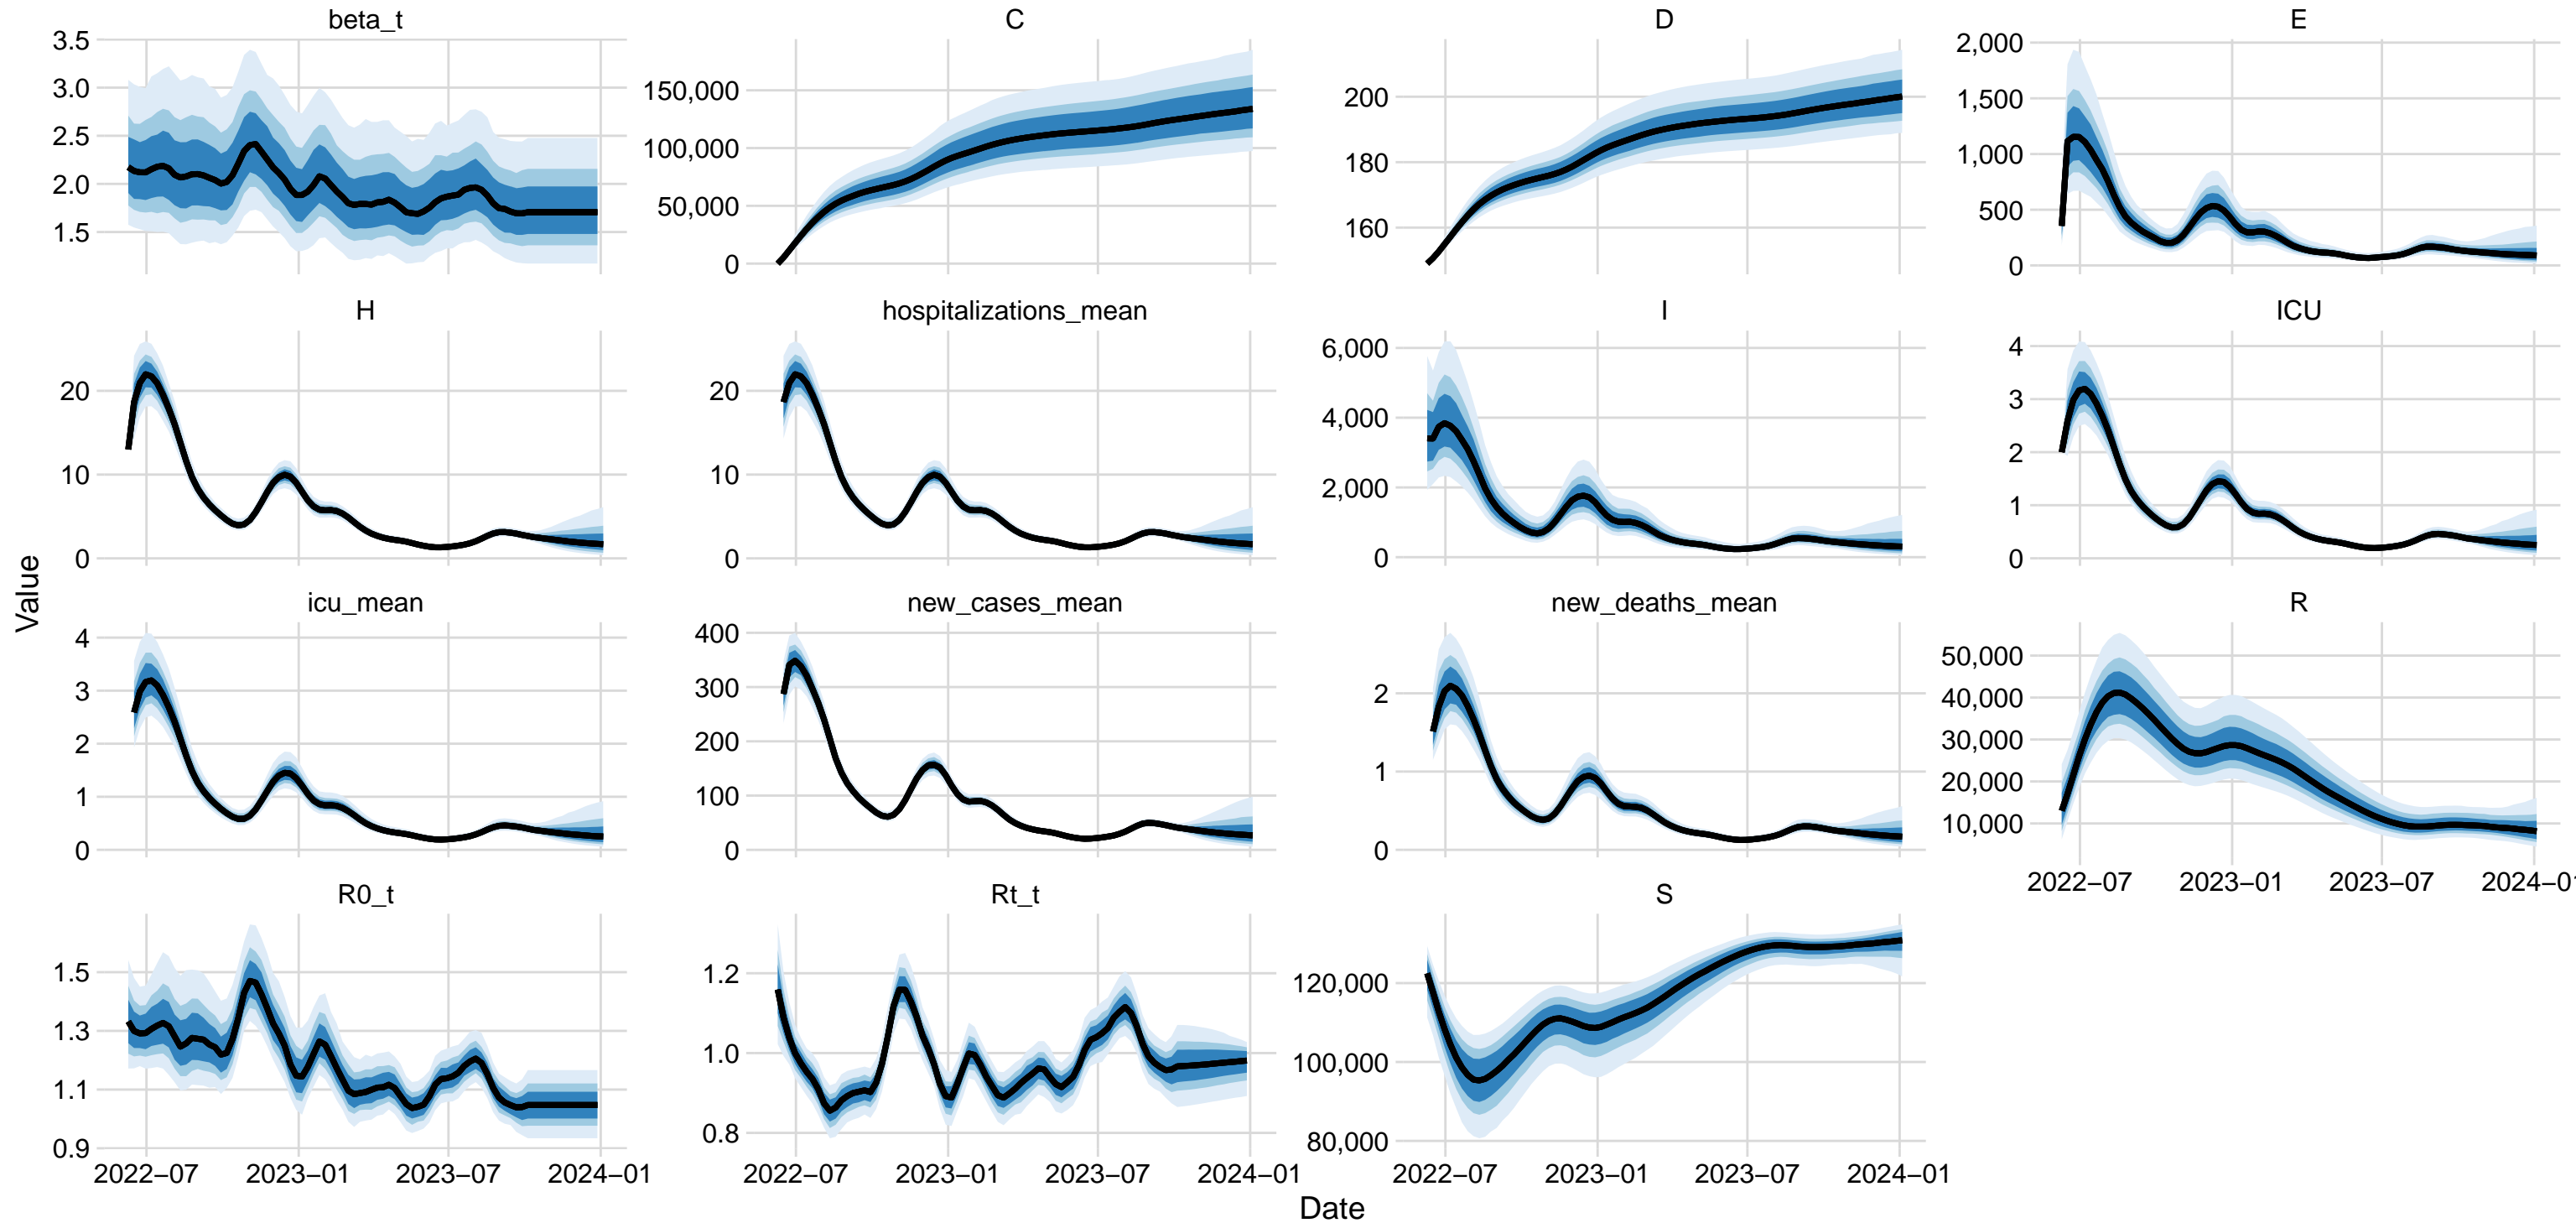 beta_t
C
D
E
3.5
3.0
2.5
2.0
1.5
150,000
100,000
50,000
0
200
180
160
2,000
1,500
1,000
500
0
H
hospitalizations_mean
I
ICU
20
10
0
20
10
0
6,000
4,000
2,000
0
4
3
2
1
0
Value
icu_mean
new_cases_mean
new_deaths_mean
R
4
3
2
1
0
400
300
200
100
0
2
1
0
50,000
40,000
30,000
20,000
10,000
2022−07 2023−01 2023−07 2024−01
R0_t
Rt_t
S
1.5
1.3
1.1
0.9
1.2
1.0
0.8
120,000
100,000
80,000
2022−07 2023−01 2023−07 2024−01
2022−07 2023−01 2023−07 2024−01
2022−07 2023−01 2023−07 2024−01
Date